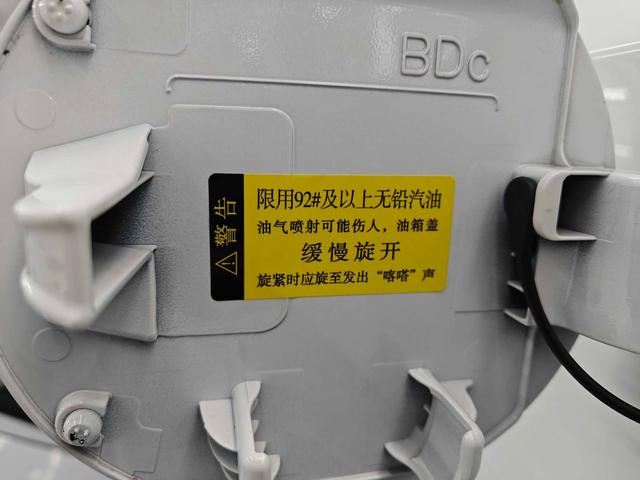 BDc
警告
限用92#及以上无铅汽油
油气喷射可能伤人，油箱盖
缓慢旋开
旋紧时应旋至发出“喀嗒”声